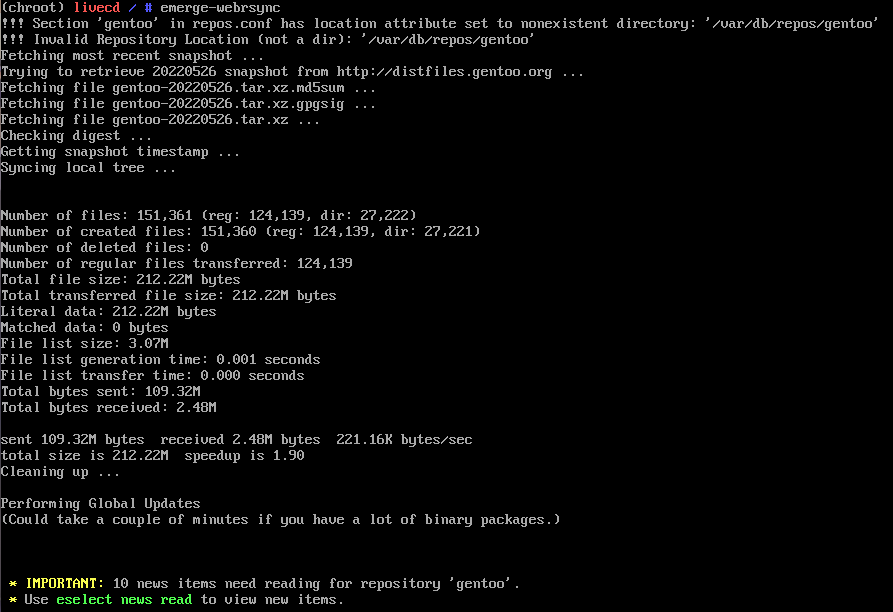 (chroot) livecd / # emerge-webrsync
!!! Section 'gentoo' in repos.conf has location attribute set to nonexistent directory: '/var/db/repos/gentoo'
!!! Invalid Repository Location (not a dir): '/var/db/repos/gentoo'
Fetching most recent snapshot ...
Trying to retrieve 20220526 snapshot from http://distfiles.gentoo.org ...
Fetching file gentoo-20220526.tar.xz.md5sum ...
Fetching file gentoo-20220526.tar.xz.gpgsig ...
Fetching file gentoo-20220526.tar.xz ...
Checking digest ...
Getting snapshot timestamp ...
Syncing local tree ...
Number of files: 151,361 (reg: 124,139, dir: 27,222)
Number of created files: 151,360 (reg: 124,139, dir: 27,221)
Number of deleted files: 0
Number of regular files transferred: 124,139
Total file size: 212.22M bytes
Total transferred file size: 212.22M bytes
Literal data: 212.22M bytes
Matched data: 0 bytes
File list size: 3.07M
File list generation time: 0.001 seconds
File list transfer time: 0.000 seconds
Total bytes sent: 109.32M
Total bytes received: 2.48M
sent 109.32M bytes  received 2.48M bytes  221.16K bytes/sec
total size is 212.22M  speedup is 1.90
Cleaning up ...
Performing Global Updates
(Could take a couple of minutes if you have a lot of binary packages.)
* IMPORTANT: 10 news items need reading for repository 'gentoo'.
* Use eselect news read to view new items.